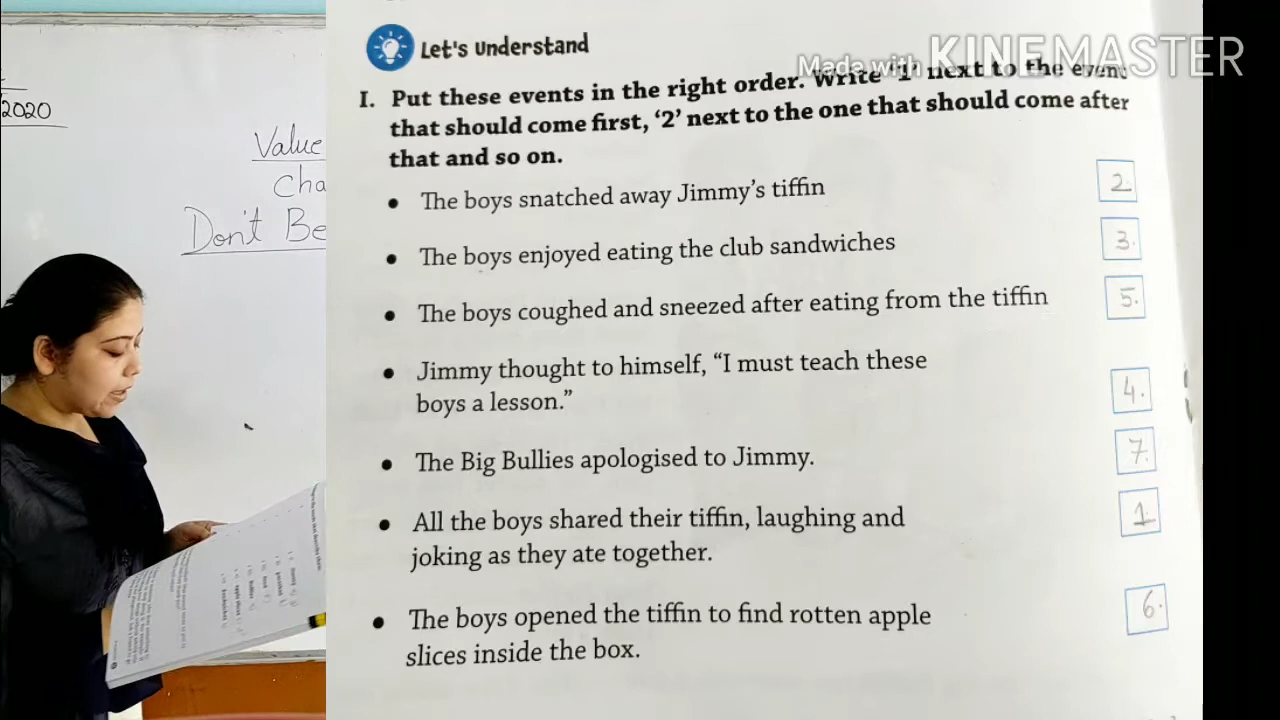 2020
Value
Cha
Don't Be
Let's Understand
Made with KINEMASTER
I. Put these events in the right order. Write '1' next to the event
that should come first, '2' next to the one that should come after
that and so on.
• The boys snatched away Jimmy's tiffin 2.
• The boys enjoyed eating the club sandwiches 3.
• The boys coughed and sneezed after eating from the tiffin 5.
• Jimmy thought to himself, “I must teach these
boys a lesson.” 4.
• The Big Bullies apologised to Jimmy. 7.
• All the boys shared their tiffin, laughing and 1.
joking as they ate together.
• The boys opened the tiffin to find rotten apple 6.
slices inside the box.